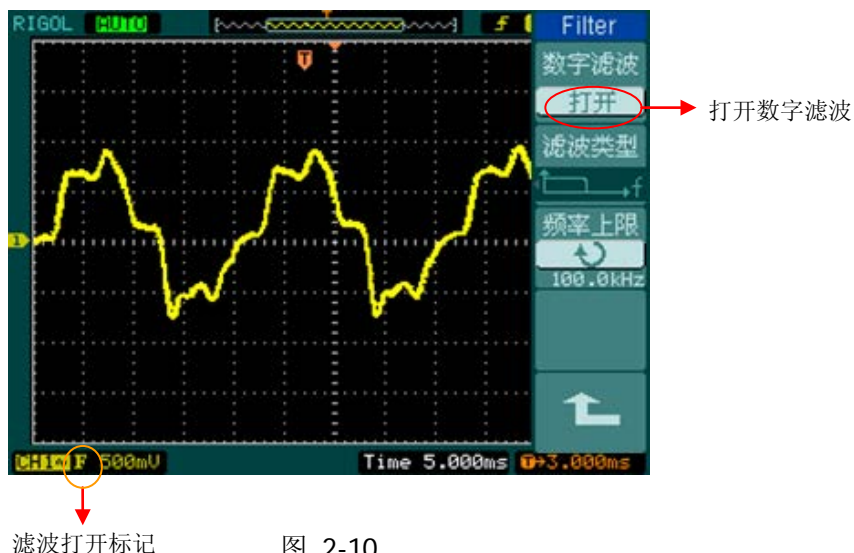 RIGOL AUTO
T
Filter
数字滤波
打开
打开数字滤波
滤波类型
f
频率上限
100.0kHz
1
CH1 F 500mV
Time 5.000ms T→3.000ms
滤波打开标记
图 2-10